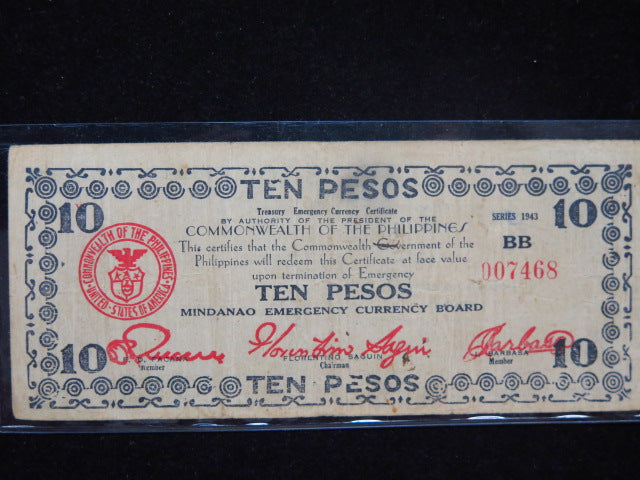 TEN PESOS
10
10
Treasury Emergency Currency Certificate
SERIES 1943
BY AUTHORITY OF THE PRESIDENT OF THE
COMMONWEALTH OF THE PHILIPPINES
BB
This certifies that the Commonwealth Government of the
007468
Philippines will redeem this Certificate at face value
upon termination of Emergency
COMMONWEALTH OF THE PHILIPPINES
UNITED STATES OF AMERICA
TEN PESOS
MINDANAO EMERGENCY CURRENCY BOARD
Florentino Saguin
Barbasa
10
10
FLORENTINO SAGUIN
BARBASA
Member
Chairman
Member
TEN PESOS